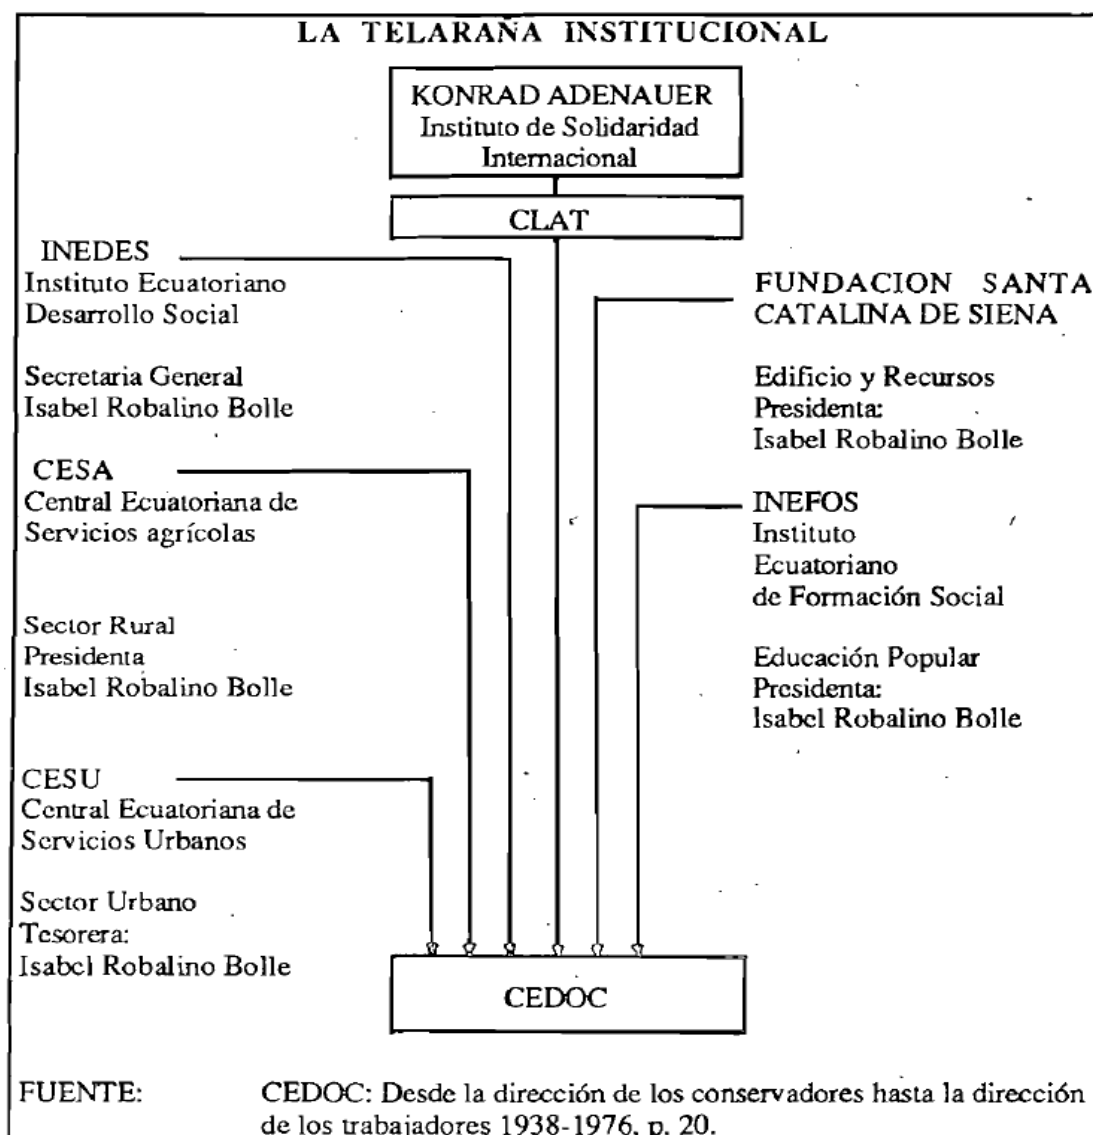 LA TELARAÑA INSTITUCIONAL
KONRAD ADENAUER
Instituto de Solidaridad
Internacional
CLAT
INEDES
Instituto Ecuatoriano
Desarrollo Social
Secretaria General
Isabel Robalino Bolle
CESA
Central Ecuatoriana de
Servicios agrícolas
Sector Rural
Presidenta
Isabel Robalino Bolle
CESU
Central Ecuatoriana de
Servicios Urbanos
Sector Urbano
Tesorera:
Isabel Robalino Bolle
FUNDACION SANTA
CATALINA DE SIENA
Edificio y Recursos
Presidenta:
Isabel Robalino Bolle
INEFOS
Instituto
Ecuatoriano
de Formación Social
Educación Popular
Presidenta:
Isabel Robalino Bolle
CEDOC
FUENTE: CEDOC: Desde la dirección de los conservadores hasta la dirección
de los trabajadores 1938-1976, p. 20.